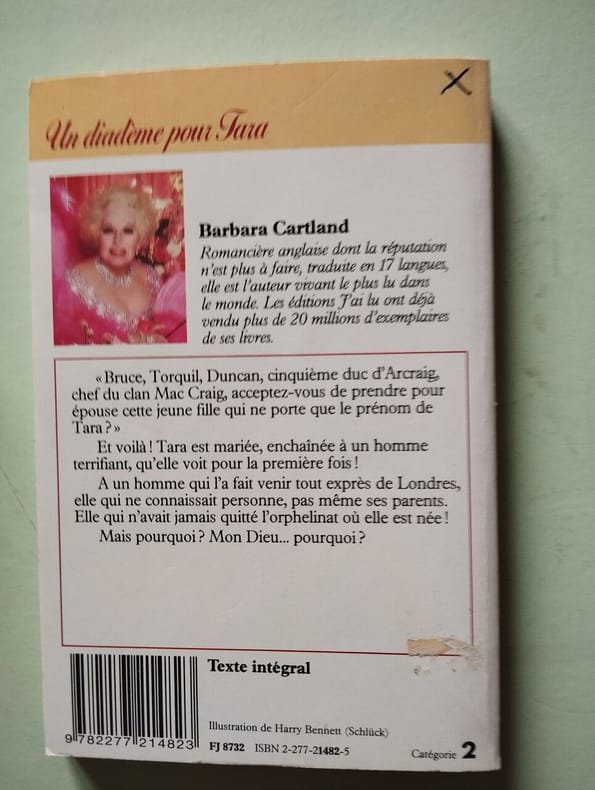 Un diadème pour Tara
Barbara Cartland
Romancière anglaise dont la réputation
n'est plus à faire, traduite en 17 langues,
elle est l'auteur vivant le plus lu dans
le monde. Les éditions J'ai lu ont déjà
vendu plus de 20 millions d'exemplaires
de ses livres.
«Bruce, Torquil, Duncan, cinquième duc d'Arcraig,
chef du clan Mac Craig, acceptez-vous de prendre pour
épouse cette jeune fille qui ne porte que le prénom de
Tara?»
Et voilà! Tara est mariée, enchaînée à un homme
terrifiant, qu'elle voit pour la première fois!
A un homme qui l'a fait venir tout exprès de Londres,
elle qui ne connaissait personne, pas même ses parents.
Elle qui n'avait jamais quitté l'orphelinat où elle est née!
Mais pourquoi? Mon Dieu... pourquoi?
Texte intégral
Illustration de Harry Bennett (Schlück)
9 782277 214823
FJ 8732 ISBN 2-277-21482-5
Catégorie 2